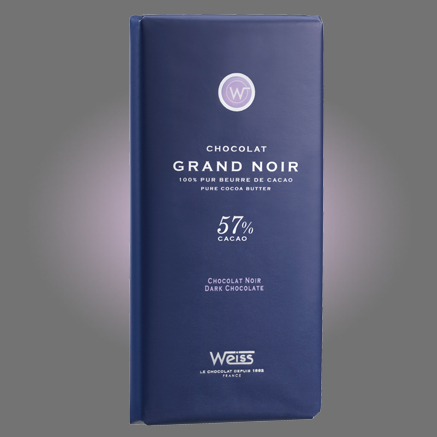 W
CHOCOLAT
GRAND NOIR
100% PUR BEURRE DE CACAO
PURE COCOA BUTTER
57%
CACAO
CHOCOLAT NOIR
DARK CHOCOLATE
Weiss
LE CHOCOLAT DEPUIS 1882
FRANCE